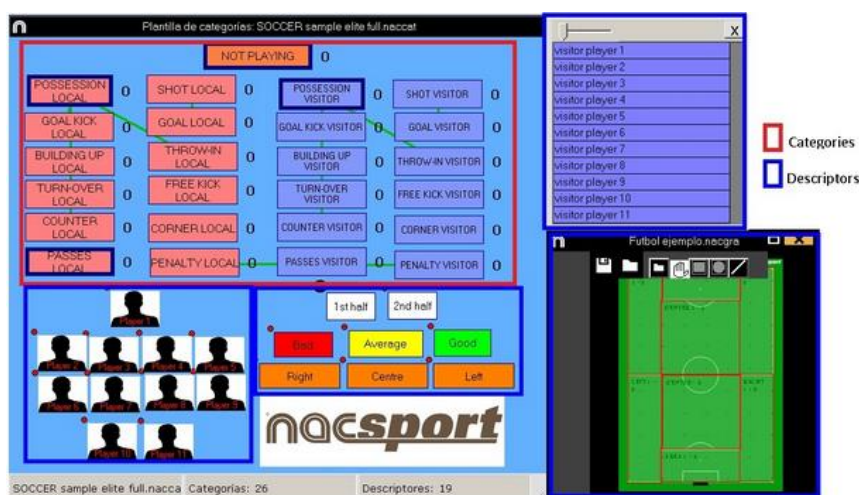 Plantilla de categorías: SOCCER sample elite full.naccat
NOT PLAYING 0
POSSESSION LOCAL 0
SHOT LOCAL 0
POSSESSION VISITOR 0
SHOT VISITOR 0
GOAL KICK LOCAL 0
GOAL LOCAL 0
GOAL KICK VISITOR 0
GOAL VISITOR 0
BUILDING UP LOCAL 0
THROW-IN LOCAL 0
BUILDING UP VISITOR 0
THROW-IN VISITOR 0
TURN-OVER LOCAL 0
FREE KICK LOCAL 0
TURN-OVER VISITOR 0
FREE KICK VISITOR 0
COUNTER LOCAL 0
CORNER LOCAL 0
COUNTER VISITOR 0
CORNER VISITOR 0
PASSES LOCAL 0
PENALTY LOCAL 0
PASSES VISITOR 0
PENALTY VISITOR 0
Player 1
Player 2 Player 3 Player 4 Player 5
Player 6 Player 7 Player 8 Player 9
Player 10 Player 11
1st half 2nd half
Bad Average Good
Right Centre Left
nacsport
SOCCER sample elite full.nacca Categorías: 26 Descriptores: 19
X
visitor player 1
visitor player 2
visitor player 3
visitor player 4
visitor player 5
visitor player 6
visitor player 7
visitor player 8
visitor player 9
visitor player 10
visitor player 11
Categories
Descriptors
Futbol ejemplo.nacgra